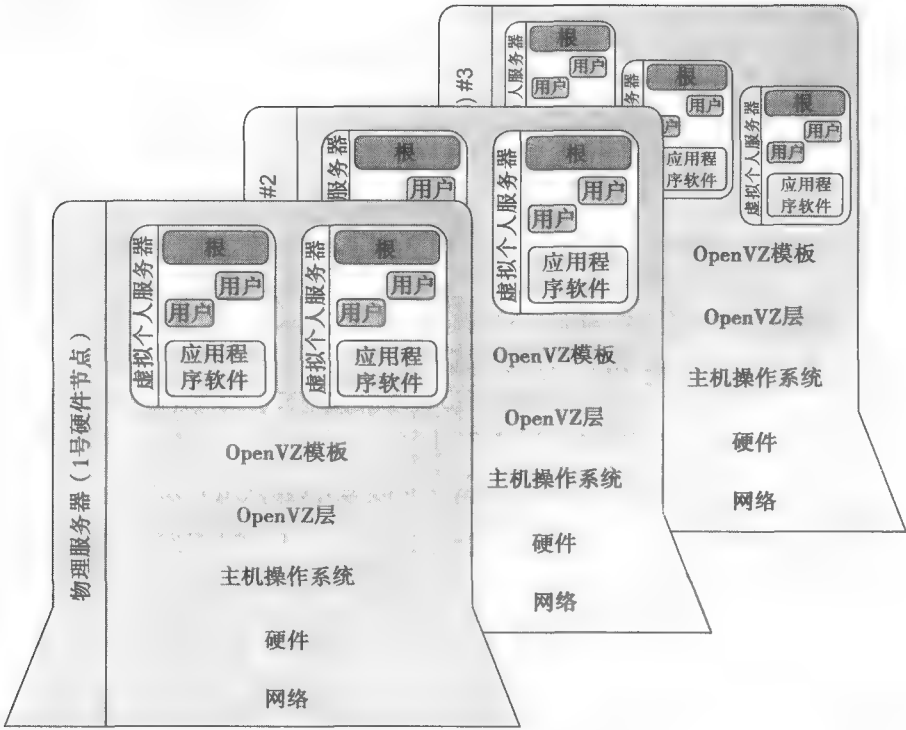 物理服务器（1号硬件节点）
虚拟个人服务器
根
用户
用户
应用程
序软件
虚拟个人服务器
根
用户
用户
应用程
序软件
OpenVZ模板
OpenVZ层
主机操作系统
硬件
网络
#2
服务器
根
用户
虚拟个人服务器
根
用户
用户
应用程
序软件
OpenVZ模板
OpenVZ层
主机操作系统
硬件
网络
）#3
人服务器
根
用户
用户
务器
根
用户
户
应用程
序软件
虚拟个人服务器
根
用户
用户
应用程
序软件
OpenVZ模板
OpenVZ层
主机操作系统
硬件
网络